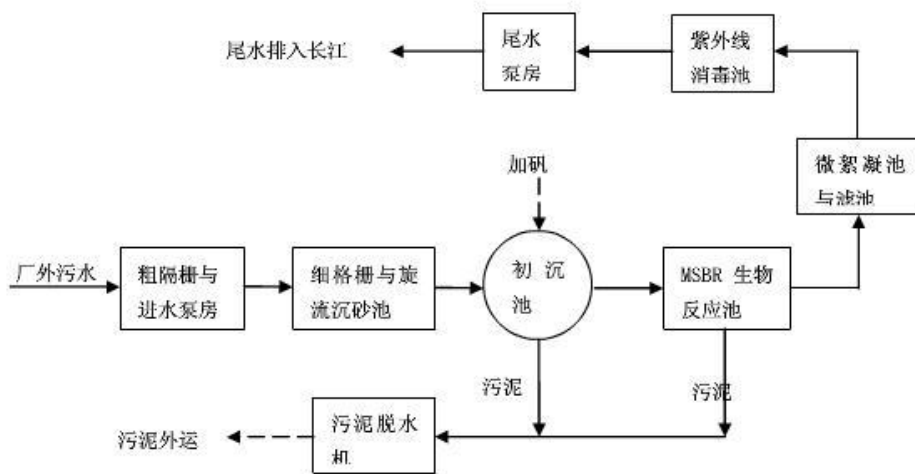 尾水排入长江
尾水
泵房
紫外线
消毒池
加矾
微絮凝池
与滤池
厂外污水
粗隔栅与
进水泵房
细格栅与旋
流沉砂池
初沉
池
MSBR 生物
反应池
污泥
污泥
污泥外运
污泥脱水
机